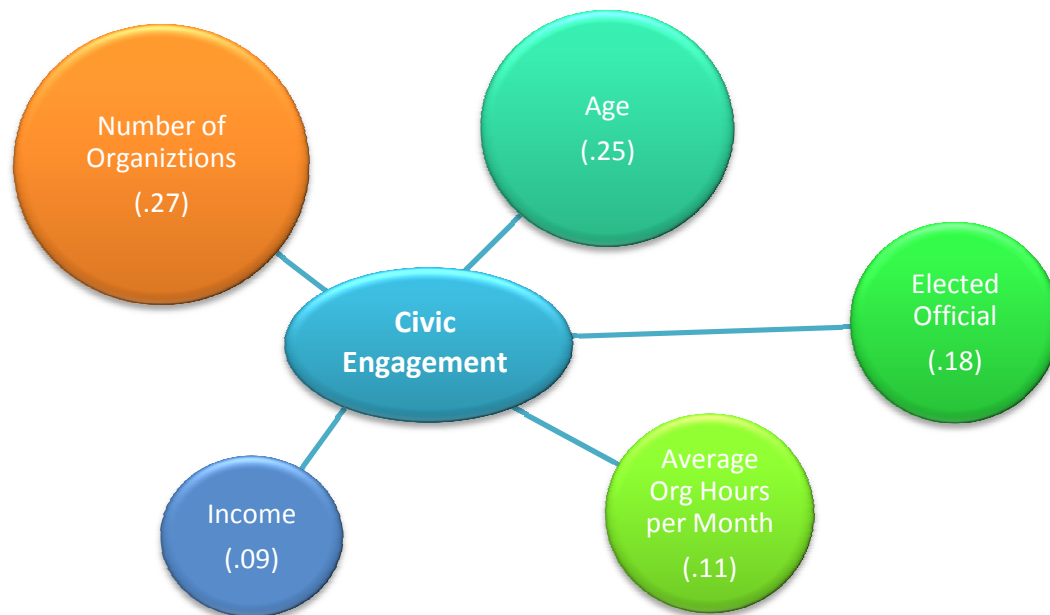 Number of
Organiztions
(.27)
Age
(.25)
Elected
Official
(.18)
Civic
Engagement
Average
Org Hours
per Month
(.11)
Income
(.09)